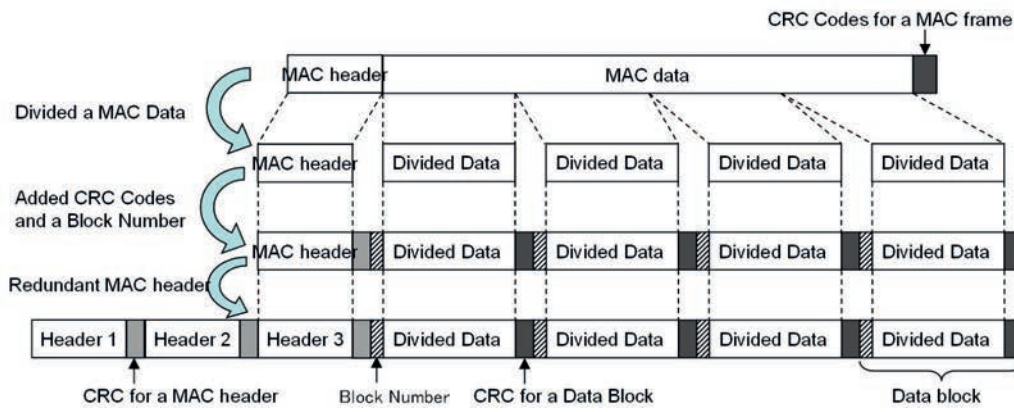 CRC Codes for a MAC frame
MAC header MAC data
Divided a MAC Data
MAC header Divided Data Divided Data Divided Data Divided Data
Added CRC Codes
and a Block Number
MAC header Divided Data Divided Data Divided Data Divided Data
Redundant MAC header
Header 1 Header 2 Header 3 Divided Data Divided Data Divided Data Divided Data
CRC for a MAC header Block Number CRC for a Data Block Data block